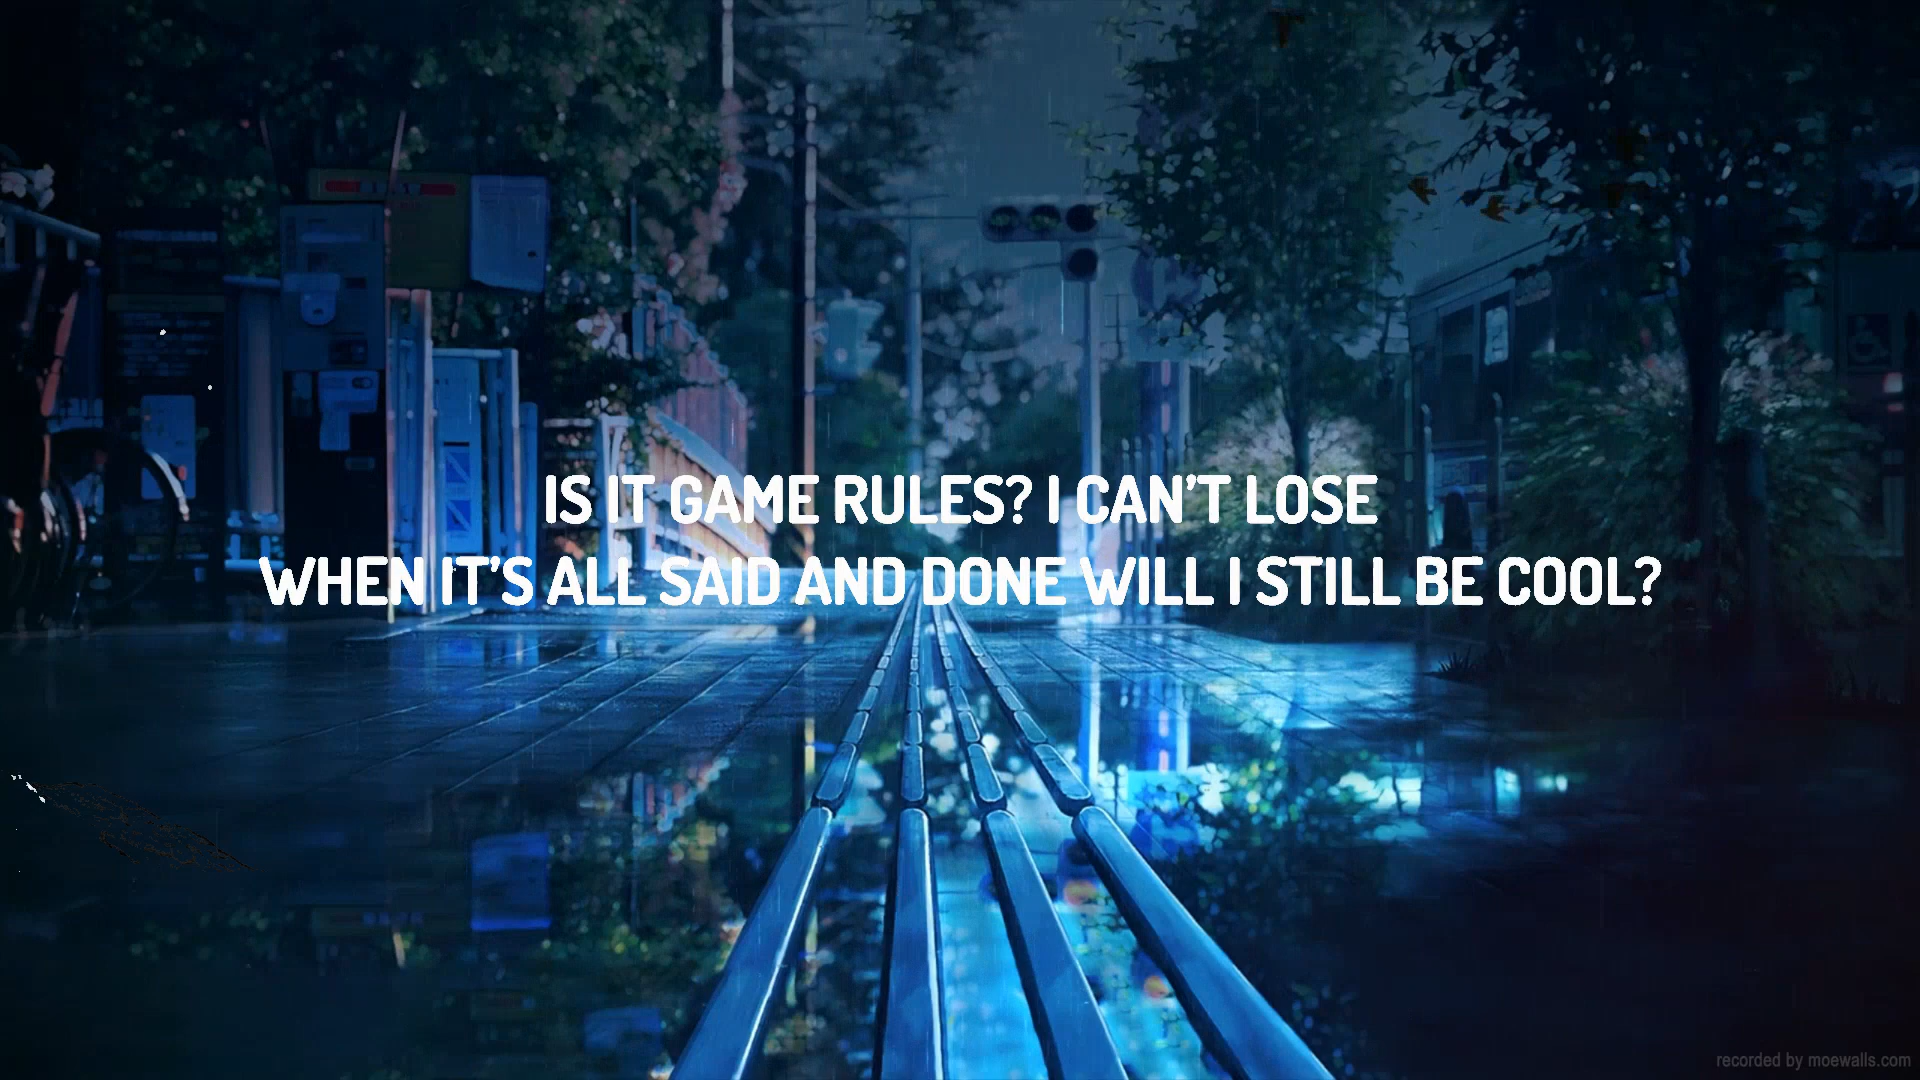 IS IT GAME RULES? I CAN'T LOSE
WHEN IT'S ALL SAID AND DONE WILL I STILL BE COOL?
recorded by moewalls.com